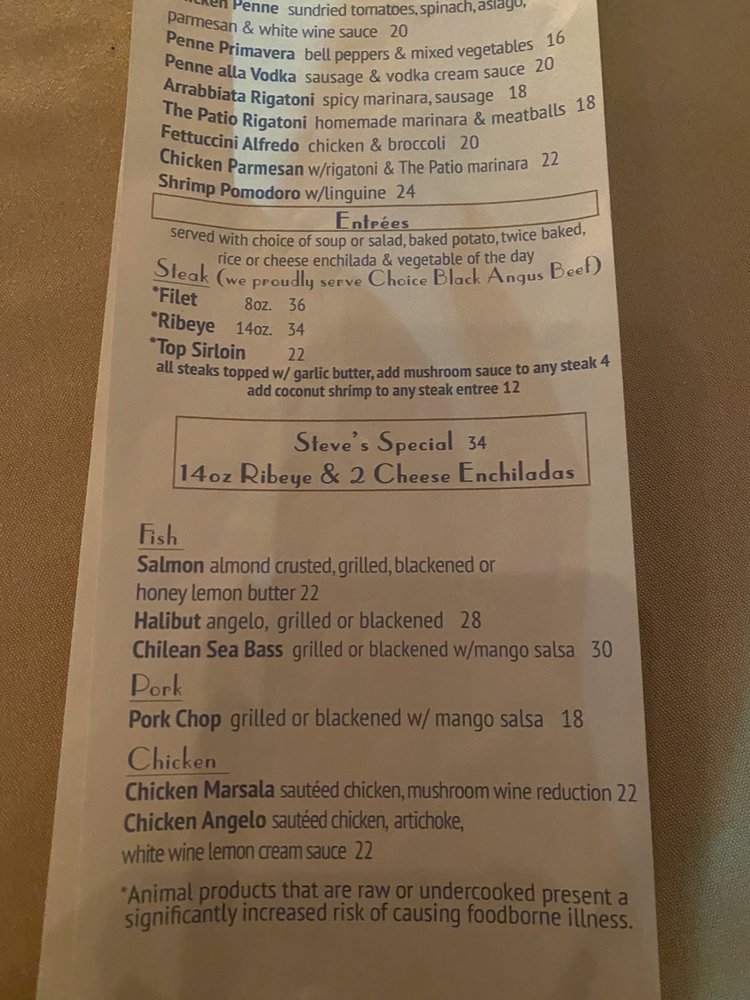 Penne sundried tomatoes, spinach, asiago,
parmesan & white wine sauce 20
Penne Primavera bell peppers & mixed vegetables 16
Penne alla Vodka sausage & vodka cream sauce 20
Arrabbiata Rigatoni spicy marinara, sausage 18
The Patio Rigatoni homemade marinara & meatballs 18
Fettuccini Alfredo chicken & broccoli 20
Chicken Parmesan w/rigatoni & The Patio marinara 22
Shrimp Pomodoro w/linguine 24
Entrées
served with choice of soup or salad, baked potato, twice baked,
rice or cheese enchilada & vegetable of the day
Steak (we proudly serve Choice Black Angus Beef)
*Filet 8oz. 36
*Ribeye 14oz. 34
*Top Sirloin 22
all steaks topped w/ garlic butter, add mushroom sauce to any steak 4
add coconut shrimp to any steak entree 12
Steve's Special 34
14oz Ribeye & 2 Cheese Enchiladas
Fish
Salmon almond crusted, grilled, blackened or
honey lemon butter 22
Halibut angelo, grilled or blackened 28
Chilean Sea Bass grilled or blackened w/mango salsa 30
Pork
Pork Chop grilled or blackened w/ mango salsa 18
Chicken
Chicken Marsala sautéed chicken, mushroom wine reduction 22
Chicken Angelo sautéed chicken, artichoke,
white wine lemon cream sauce 22
*Animal products that are raw or undercooked present a
significantly increased risk of causing foodborne illness.